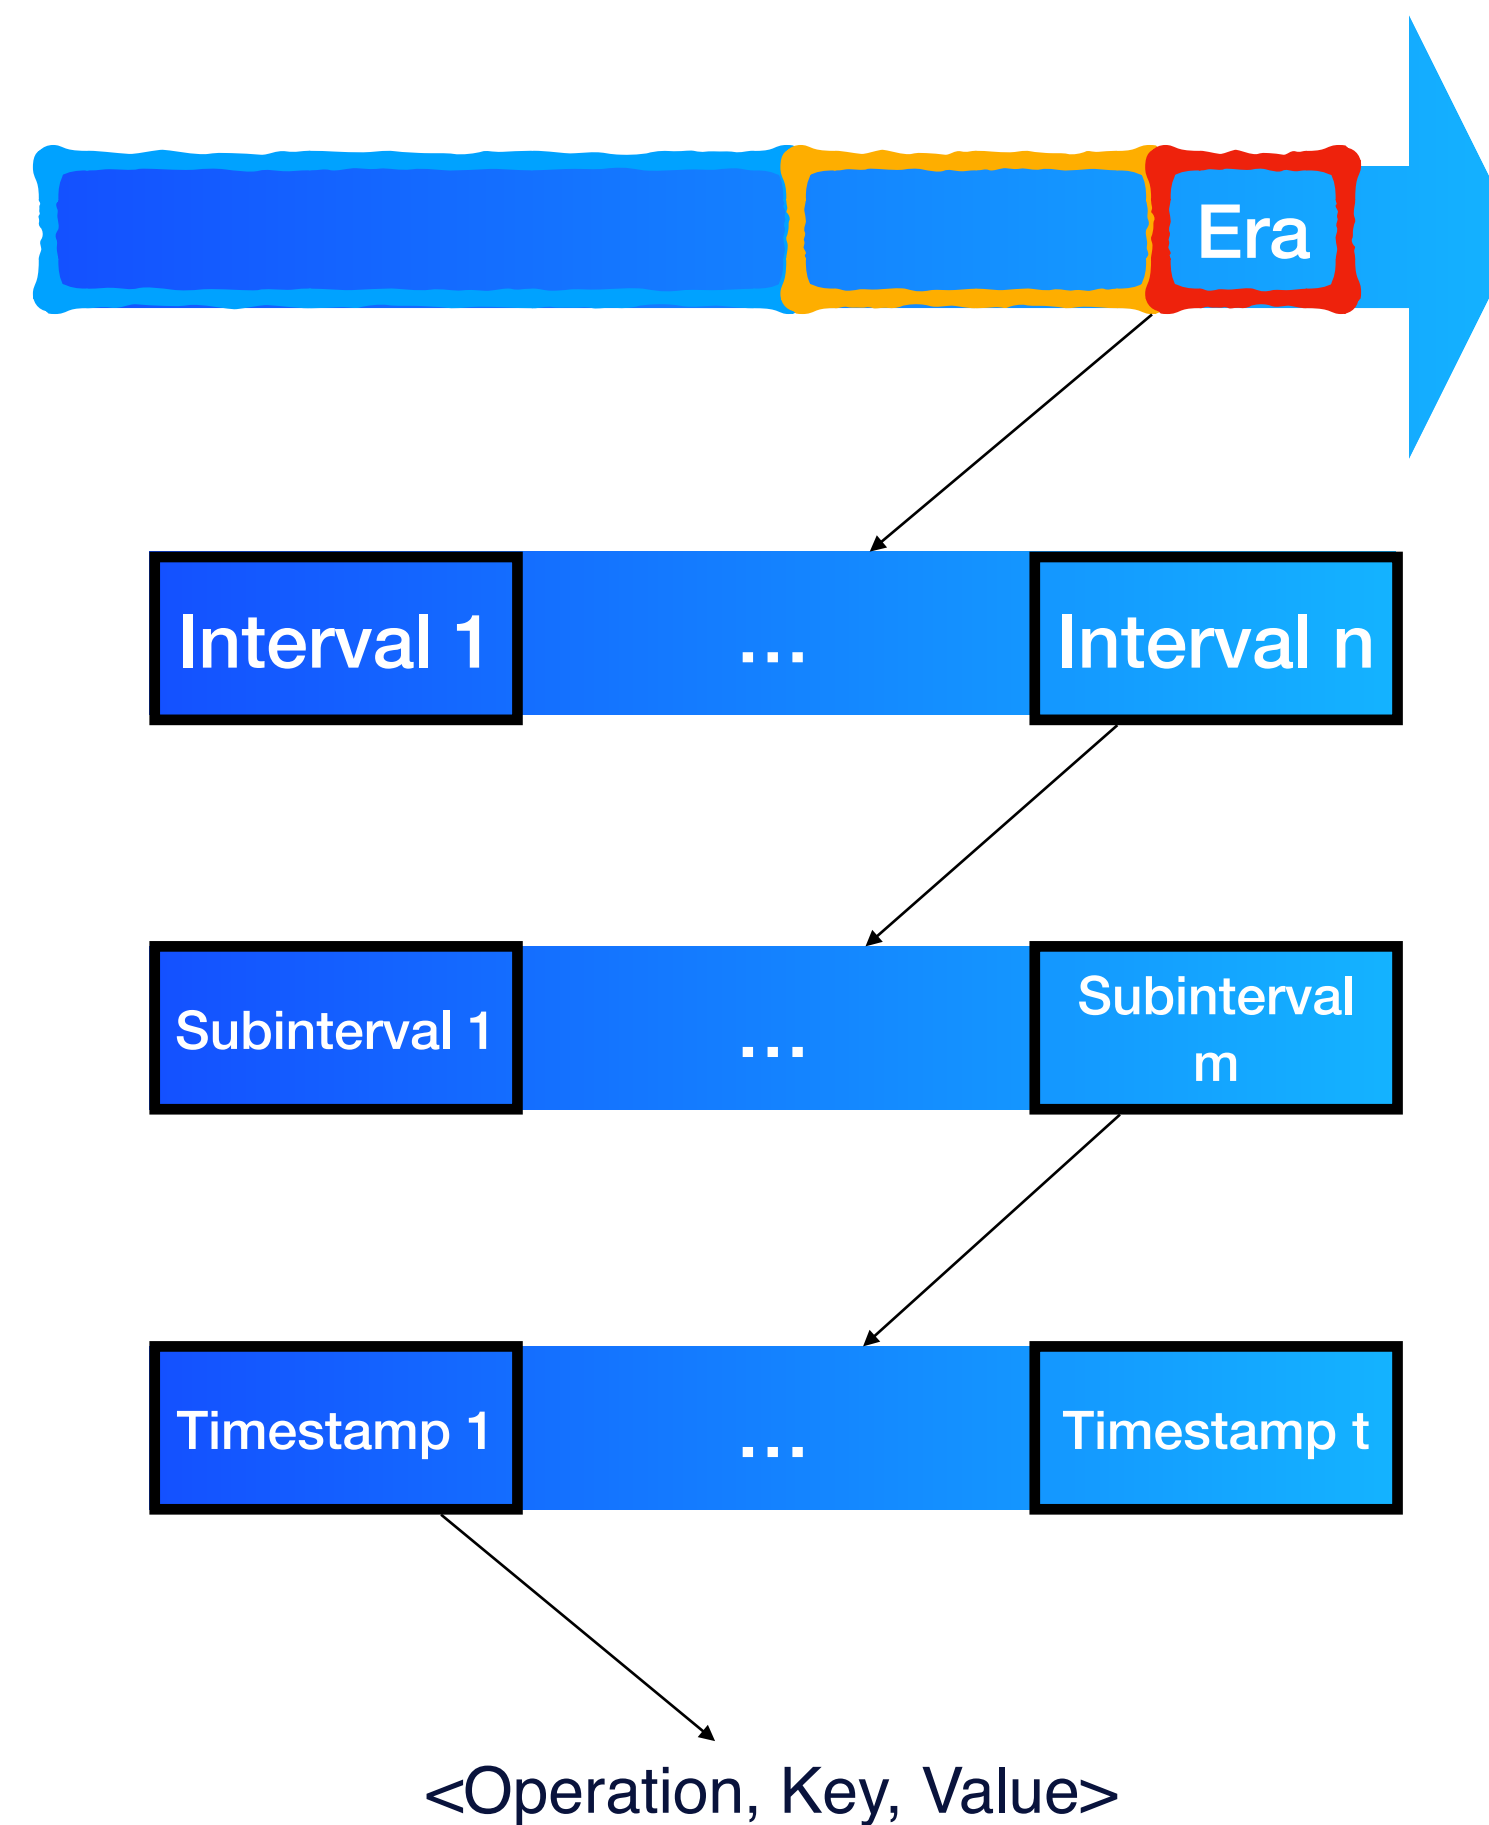 Era
Interval 1
...
Interval n
Subinterval 1
...
Subinterval
m
Timestamp 1
...
Timestamp t
<Operation, Key, Value>